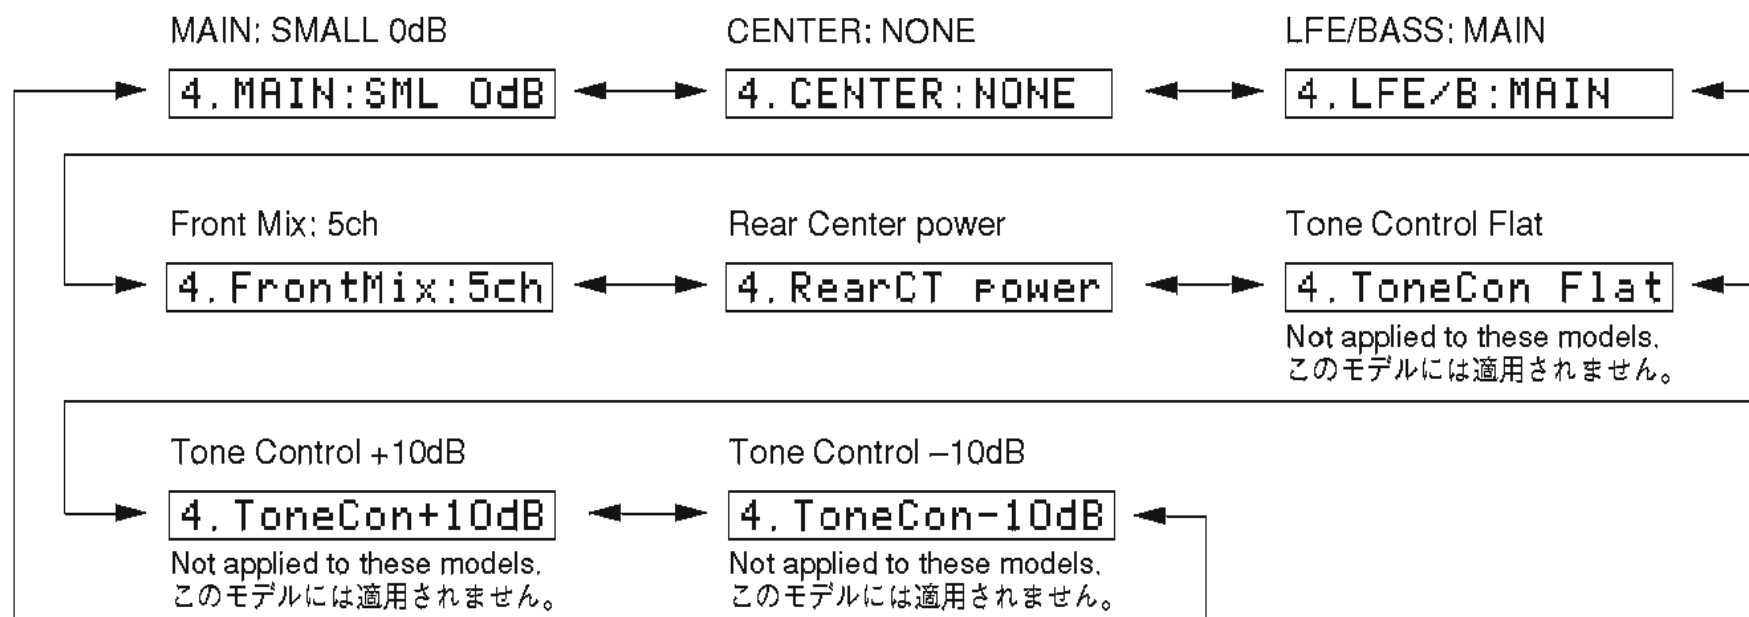 MAIN: SMALL 0dB CENTER: NONE LFE/BASS: MAIN
4.MAIN:SML 0dB 4.CENTER:NONE 4.LFE/B:MAIN
Front Mix: 5ch Rear Center power Tone Control Flat
4.FrontMix:5ch 4.RearCT power 4.ToneCon Flat
Not applied to these models.
このモデルには適用されません。
Tone Control +10dB Tone Control –10dB
4.ToneCon+10dB 4.ToneCon-10dB
Not applied to these models. Not applied to these models.
このモデルには適用されません。 このモデルには適用されません。